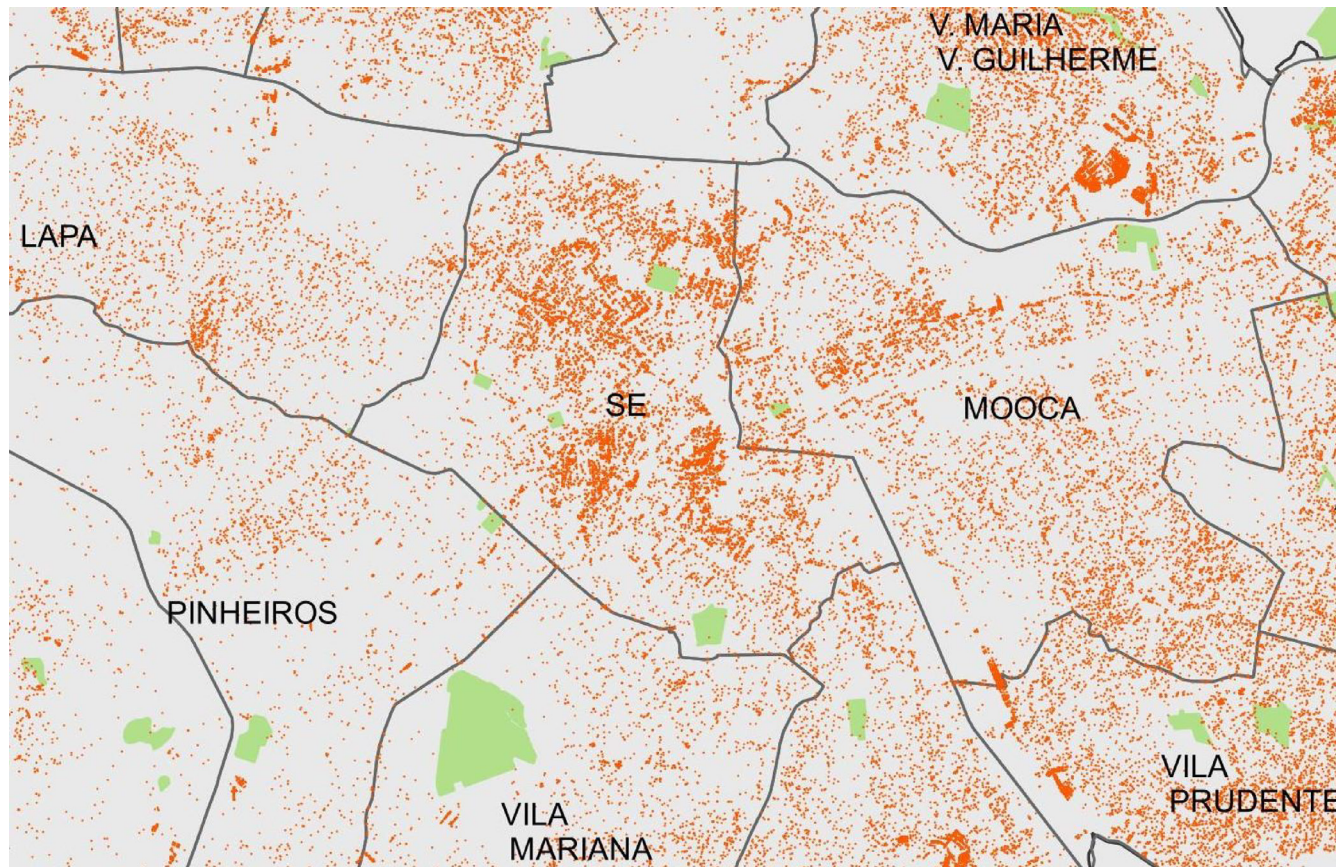 V. MARIA
V. GUILHERME
LAPA
SE
MOOCA
PINHEIROS
VILA
PRUDENTE
VILA
MARIANA